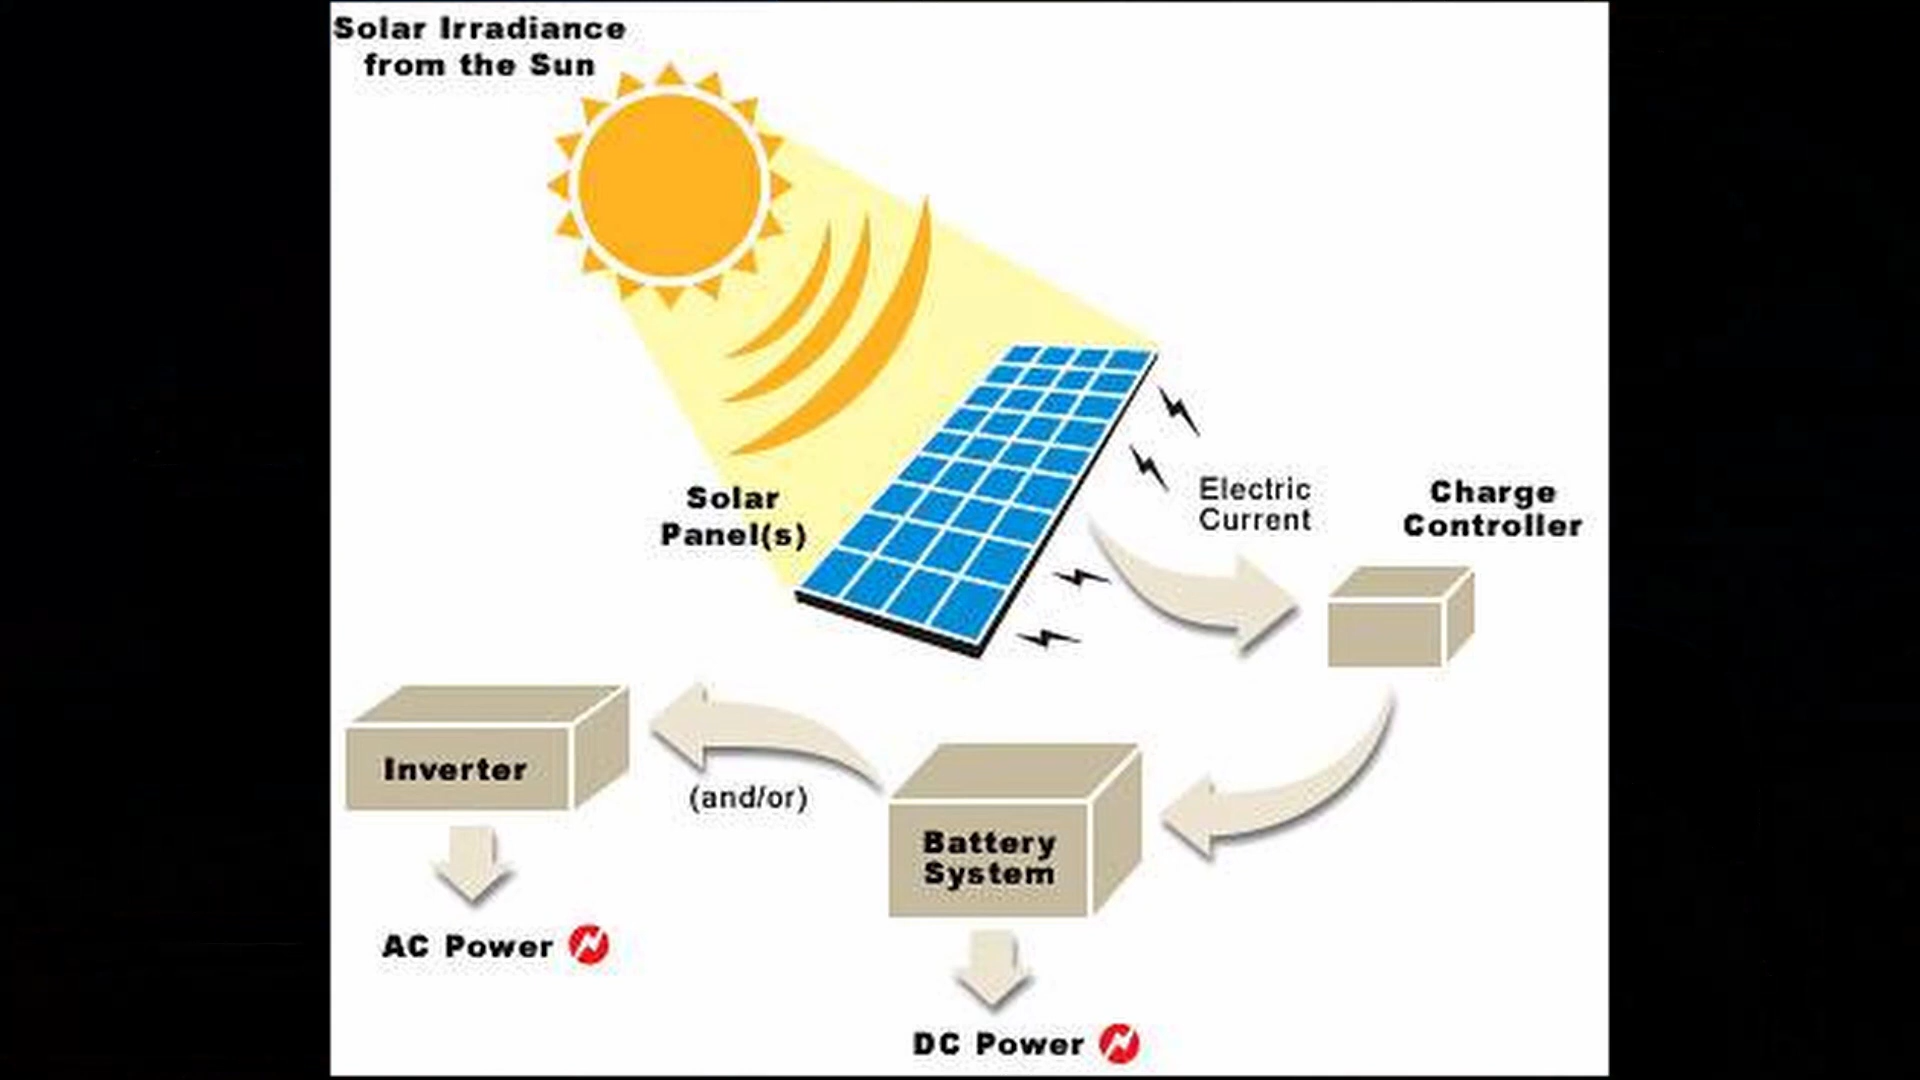 Solar Irradiance
from the Sun
Solar
Panel(s)
Electric
Current
Charge
Controller
Inverter
(and/or)
Battery
System
AC Power
DC Power